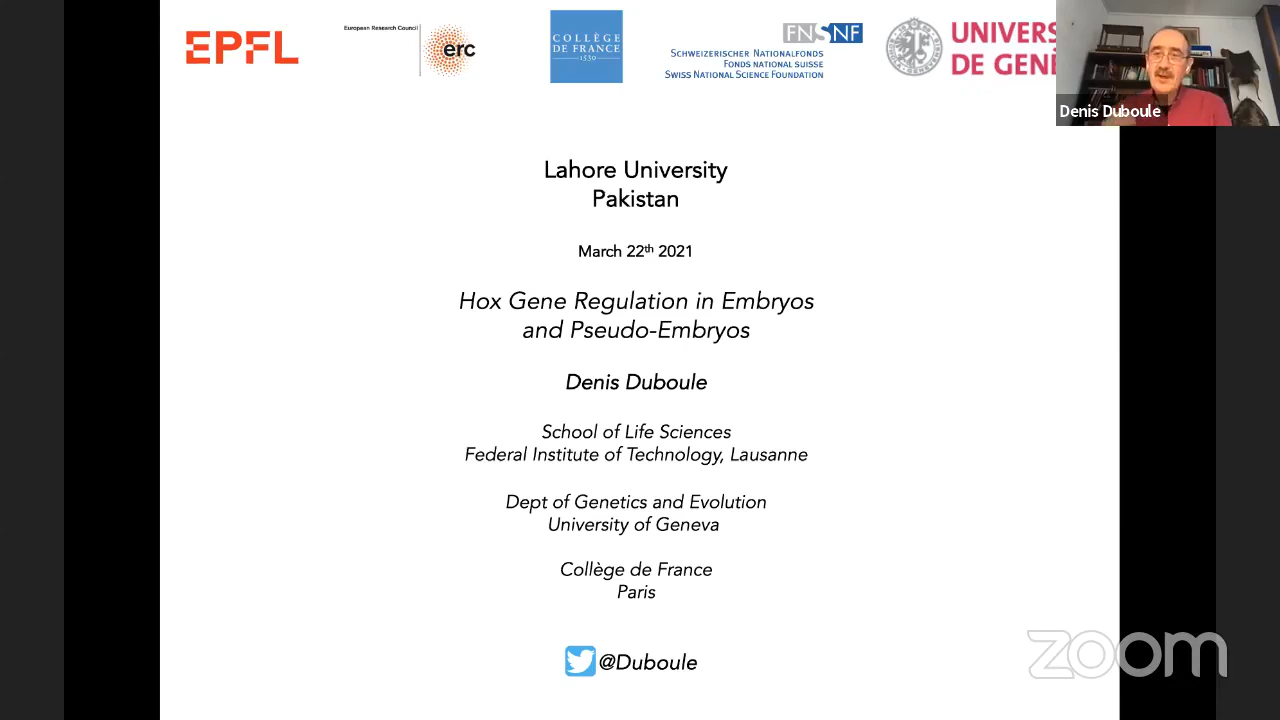 EPFL
European Research Council
erc
COLLÈGE
DE FRANCE
1530
FNSNF
SCHWEIZERISCHER NATIONALFONDS
FONDS NATIONAL SUISSE
SWISS NATIONAL SCIENCE FOUNDATION
UNIVERS
DE GENÈ
Denis Duboule
Lahore University
Pakistan
March 22th 2021
Hox Gene Regulation in Embryos
and Pseudo-Embryos
Denis Duboule
School of Life Sciences
Federal Institute of Technology, Lausanne
Dept of Genetics and Evolution
University of Geneva
Collège de France
Paris
@Duboule
zoom